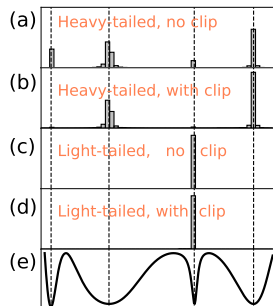 (a) Heavy-tailed, no clip
(b) Heavy-tailed, with clip
(c) Light-tailed, no clip
(d) Light-tailed, with clip
(e)